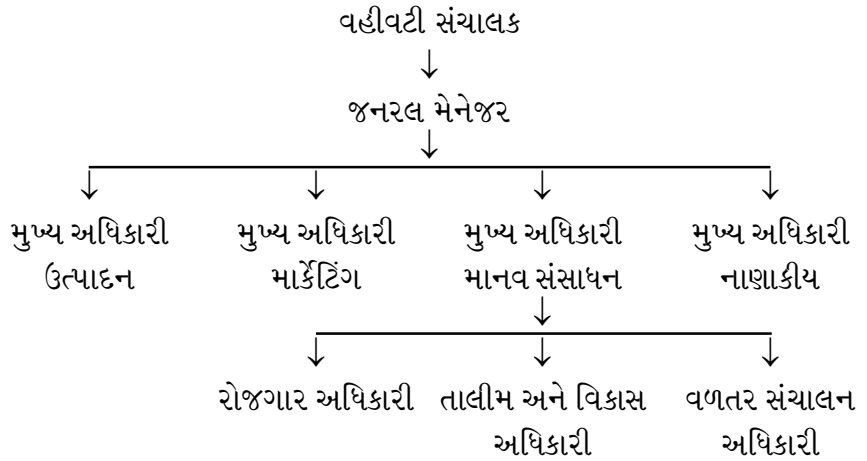 વહીવટી સંચાલક
જનરલ મેનેજર
મુખ્ય અધિકારી મુખ્ય અધિકારી મુખ્ય અધિકારી મુખ્ય અધિકારી
ઉત્પાદન માર્કેટિંગ માનવ સંસાધન નાણાકીય
રોજગાર અધિકારી તાલીમ અને વિકાસ વળતર સંચાલન
અધિકારી અધિકારી